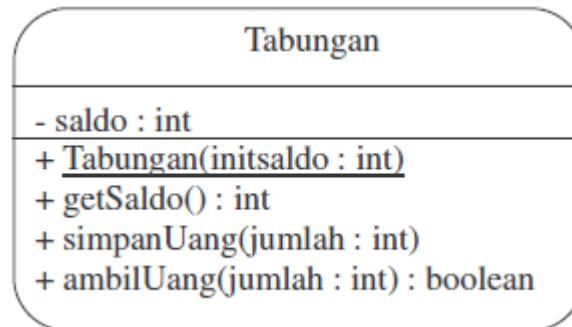 Tabungan
- saldo : int
+ Tabungan(initsaldo : int)
+ getSaldo() : int
+ simpanUang(jumlah : int)
+ ambilUang(jumlah : int) : boolean